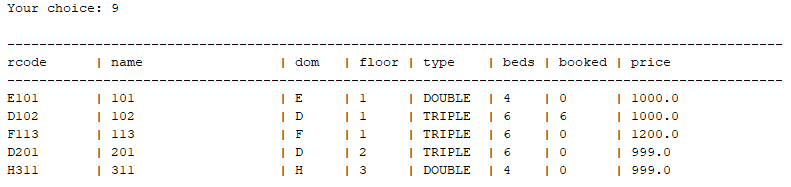 Your choice: 9
-------------------------------------------------------------------------------------------------
rcode      | name                 | dom   | floor | type   | beds | booked | price
-------------------------------------------------------------------------------------------------
E101       | 101                  | E     | 1     | DOUBLE | 4    | 0      | 1000.0
D102       | 102                  | D     | 1     | TRIPLE | 6    | 6      | 1000.0
F113       | 113                  | F     | 1     | TRIPLE | 6    | 0      | 1200.0
D201       | 201                  | D     | 2     | TRIPLE | 6    | 0      | 999.0
H311       | 311                  | H     | 3     | DOUBLE | 4    | 0      | 999.0